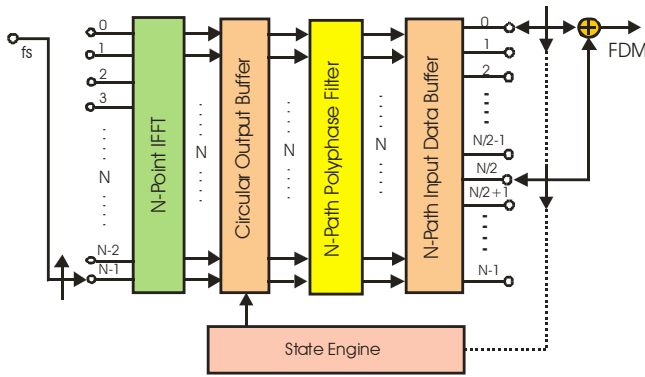 fs
0
1
2
3
N
N-2
N-1
N-Point IFFT
Circular Output Buffer
N
N-Path Polyphase Filter
N
N-Path Input Data Buffer
0
1
2
N/2-1
N/2
N/2+1
N-1
FDM
State Engine